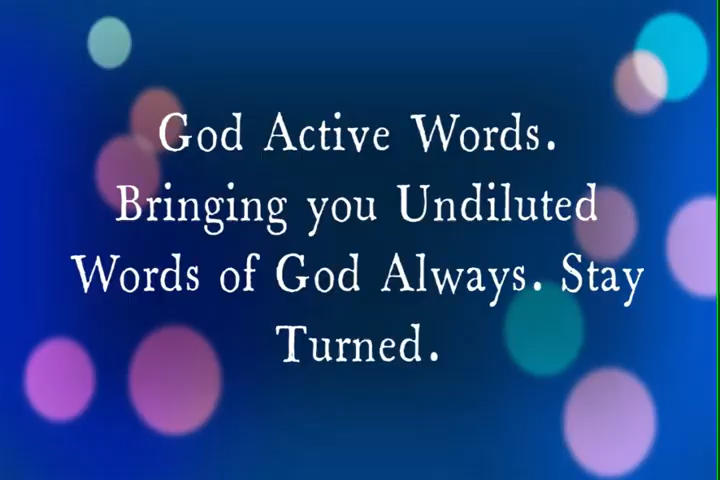 God Active Words.
Bringing you Undiluted
Words of God Always. Stay
Turned.